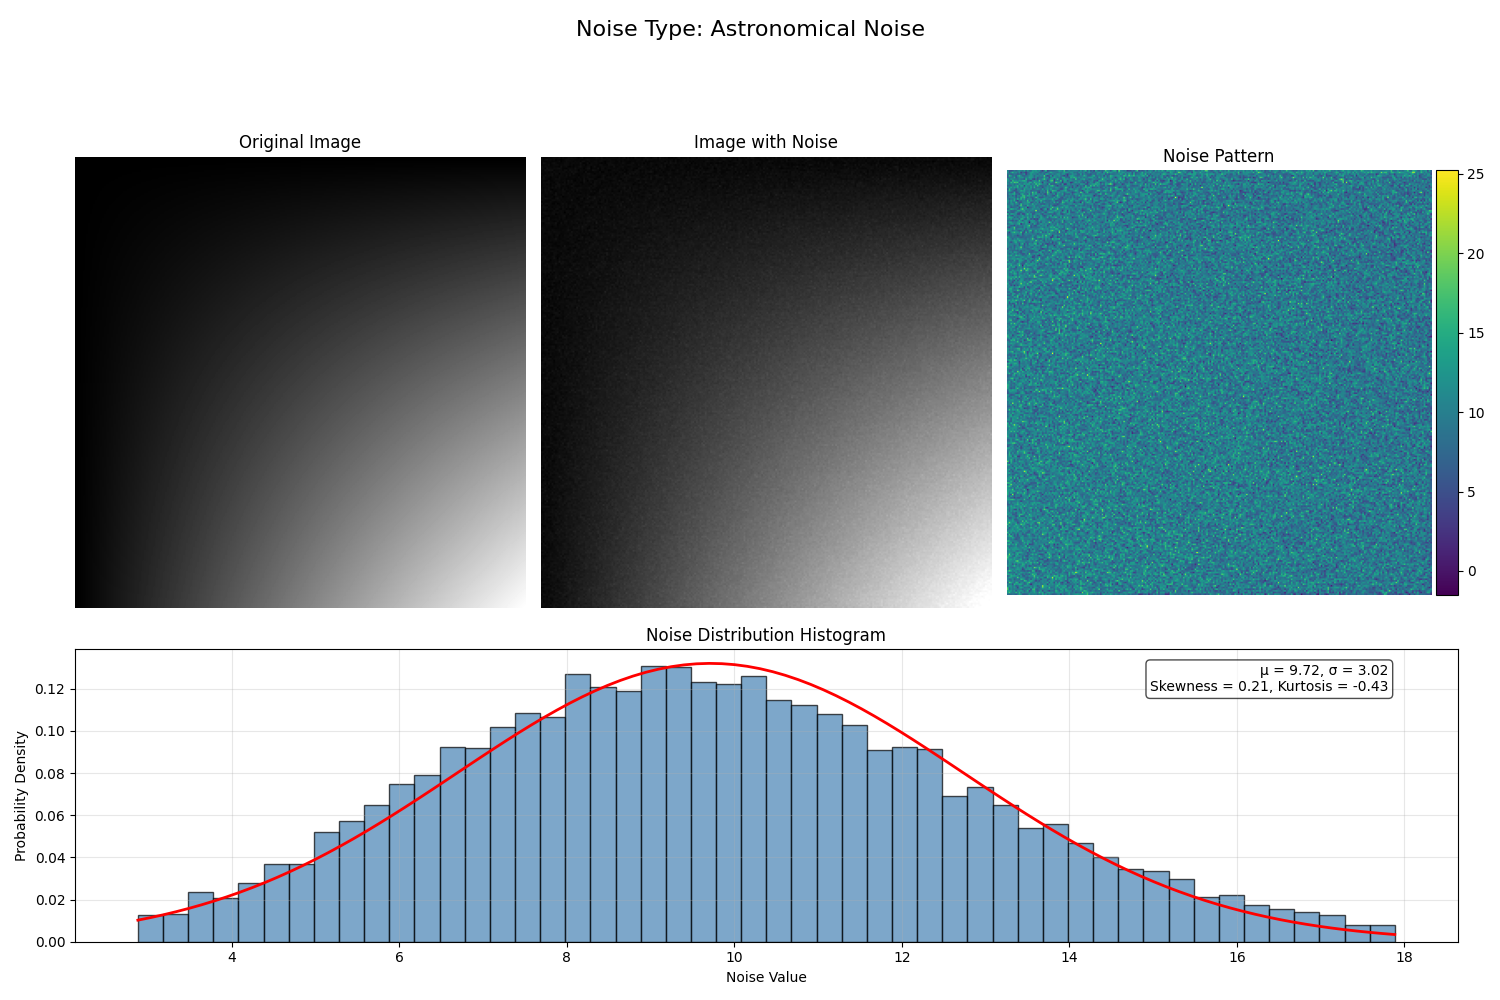 Noise Type: Astronomical Noise
Original Image
Image with Noise
Noise Pattern
25
20
15
10
5
0
Noise Distribution Histogram
μ = 9.72, σ = 3.02
Skewness = 0.21, Kurtosis = -0.43
Probability Density
0.12
0.10
0.08
0.06
0.04
0.02
0.00
4 6 8 10 12 14 16 18
Noise Value